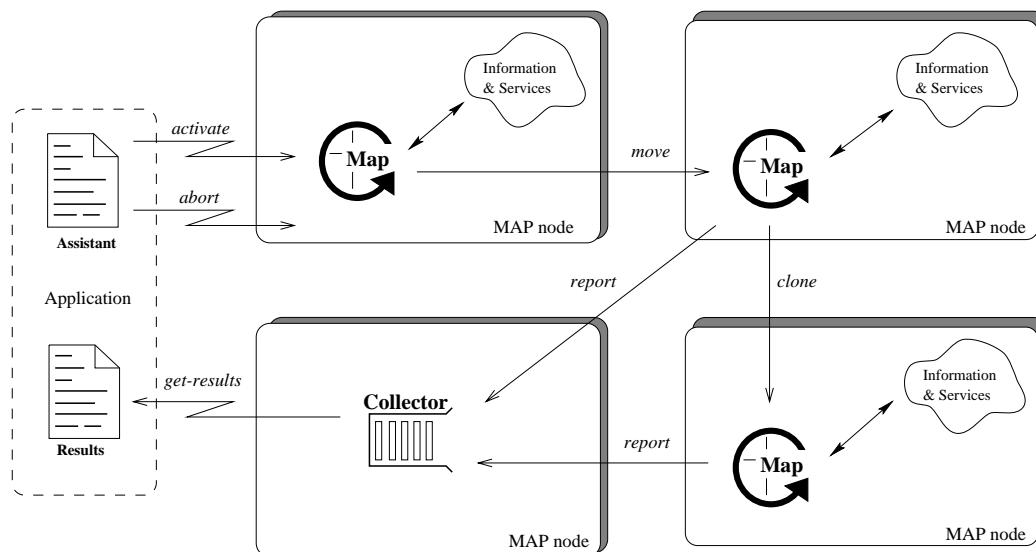 Information
& Services
Map
MAP node
move
Information
& Services
Map
MAP node
activate
abort
Assistant
Application
Results
get-results
report
clone
Collector
MAP node
report
Information
& Services
Map
MAP node